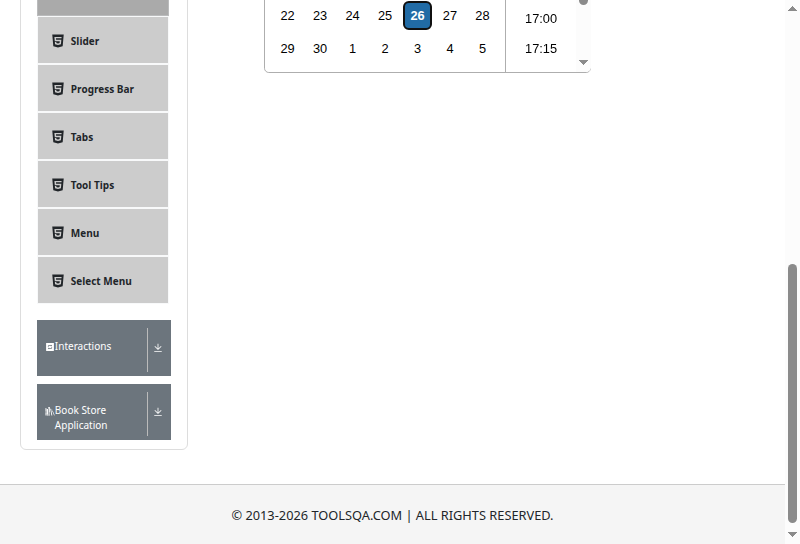 22 23 24 25 26 27 28
17:00
29 30 1 2 3 4 5
17:15
Slider
Progress Bar
Tabs
Tool Tips
Menu
Select Menu
Interactions
Book Store
Application
© 2013-2026 TOOLSQA.COM | ALL RIGHTS RESERVED.